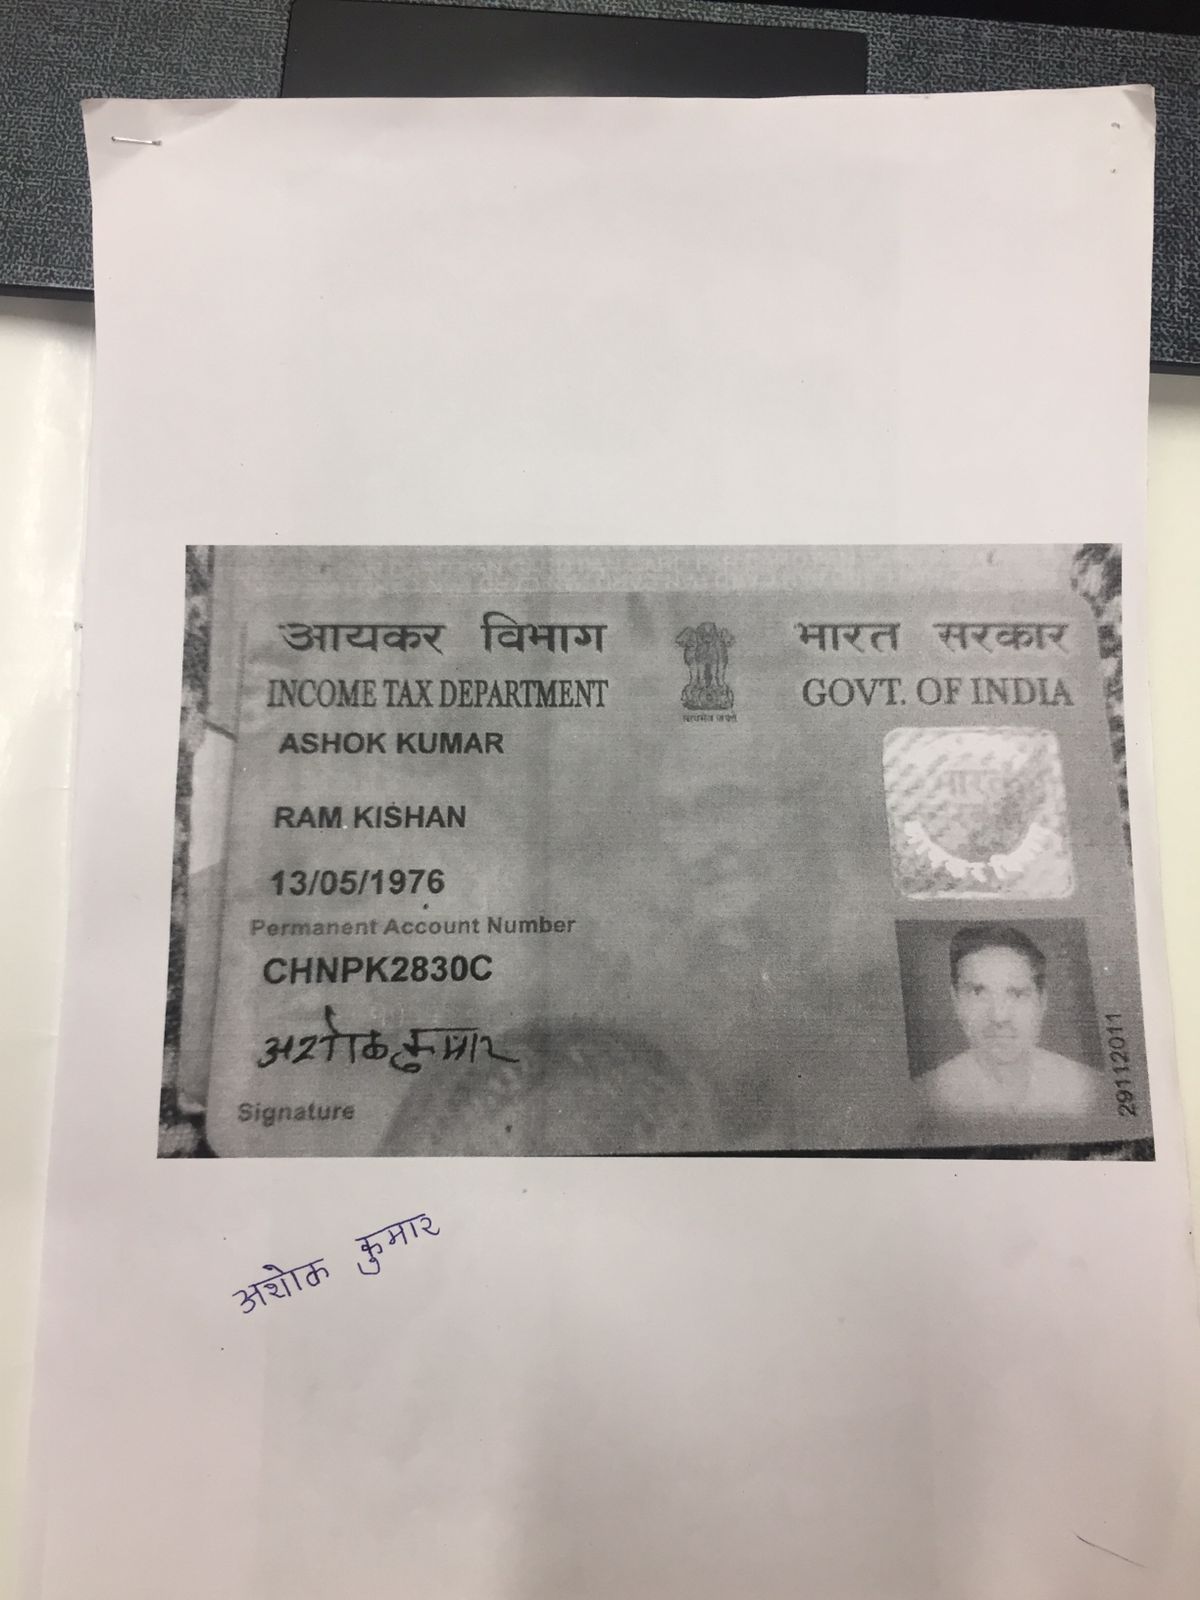 आयकर विभाग
INCOME TAX DEPARTMENT
सत्यमेव जयते
भारत सरकार
GOVT. OF INDIA
ASHOK KUMAR
RAM KISHAN
13/05/1976
Permanent Account Number
CHNPK2830C
अशोक कुमार
Signature
भारत
29112011
अशोक कुमार